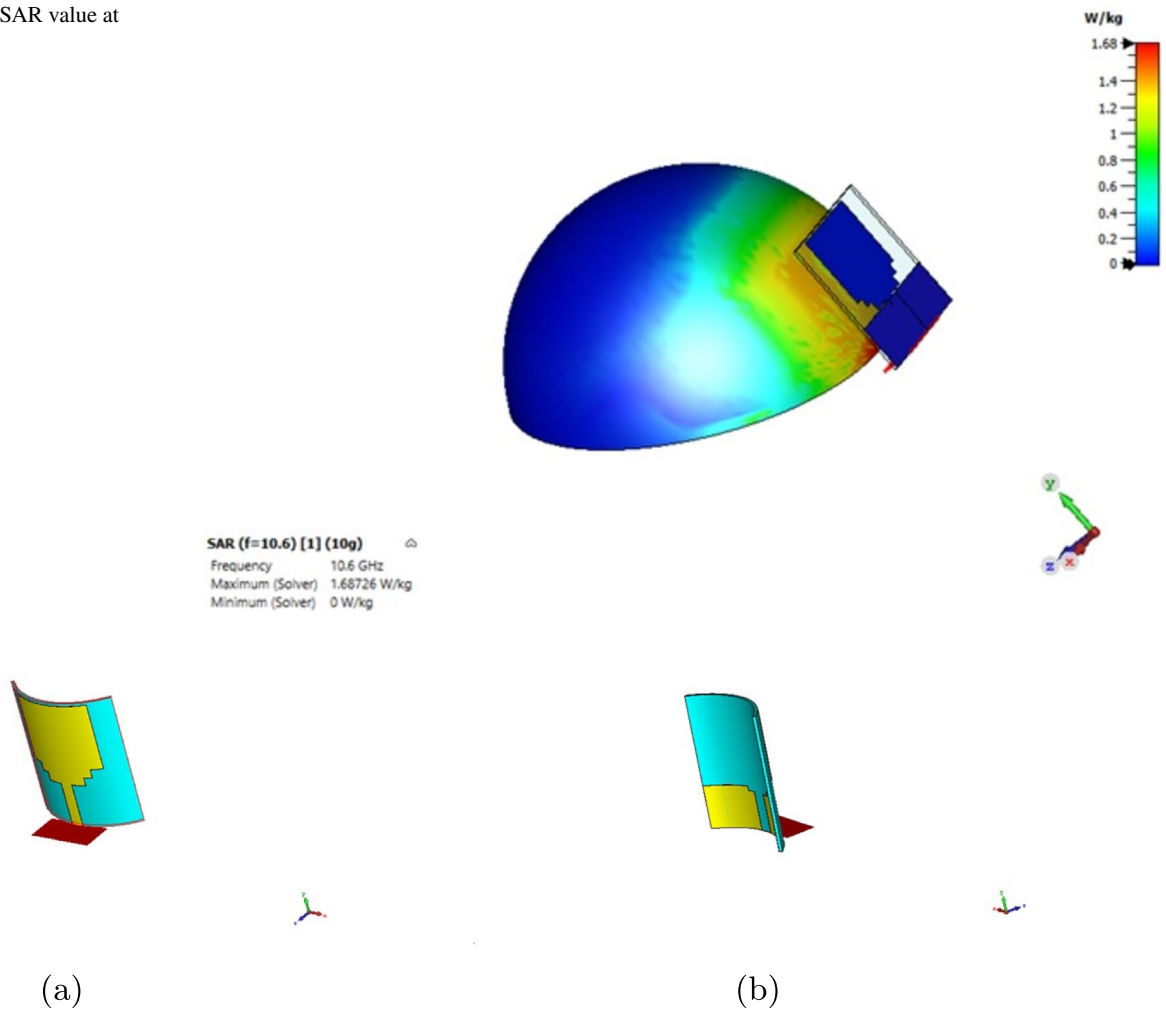 SAR value at
W/kg
1.68
1.4
1.2
1
0.8
0.6
0.4
0.2
0
y
z x
SAR (f=10.6) [1] (10g)
Frequency 10.6 GHz
Maximum (Solver) 1.68726 W/kg
Minimum (Solver) 0 W/kg
(a) (b)